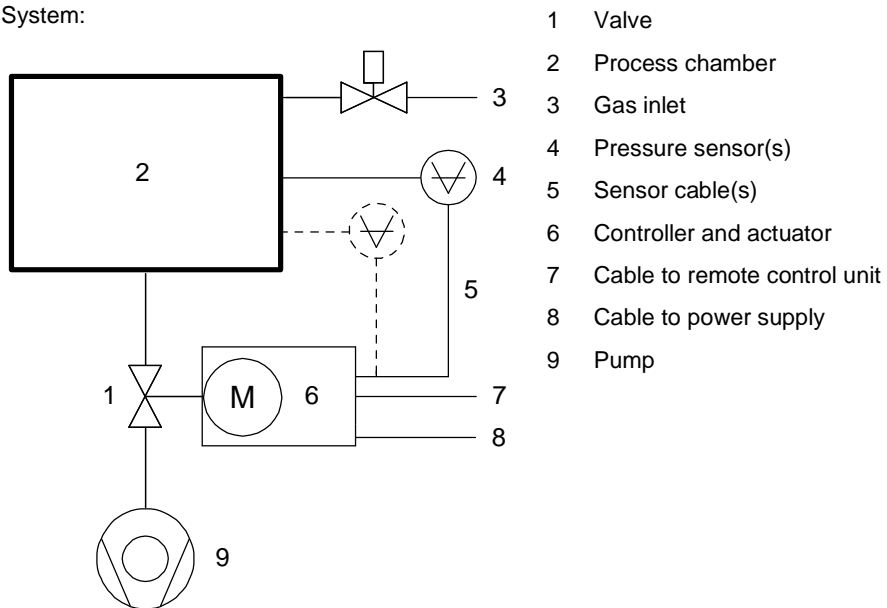 System:
1 Valve
2 Process chamber
3 Gas inlet
4 Pressure sensor(s)
5 Sensor cable(s)
6 Controller and actuator
7 Cable to remote control unit
8 Cable to power supply
9 Pump
3
2
4
5
1
M 6
7
8
9